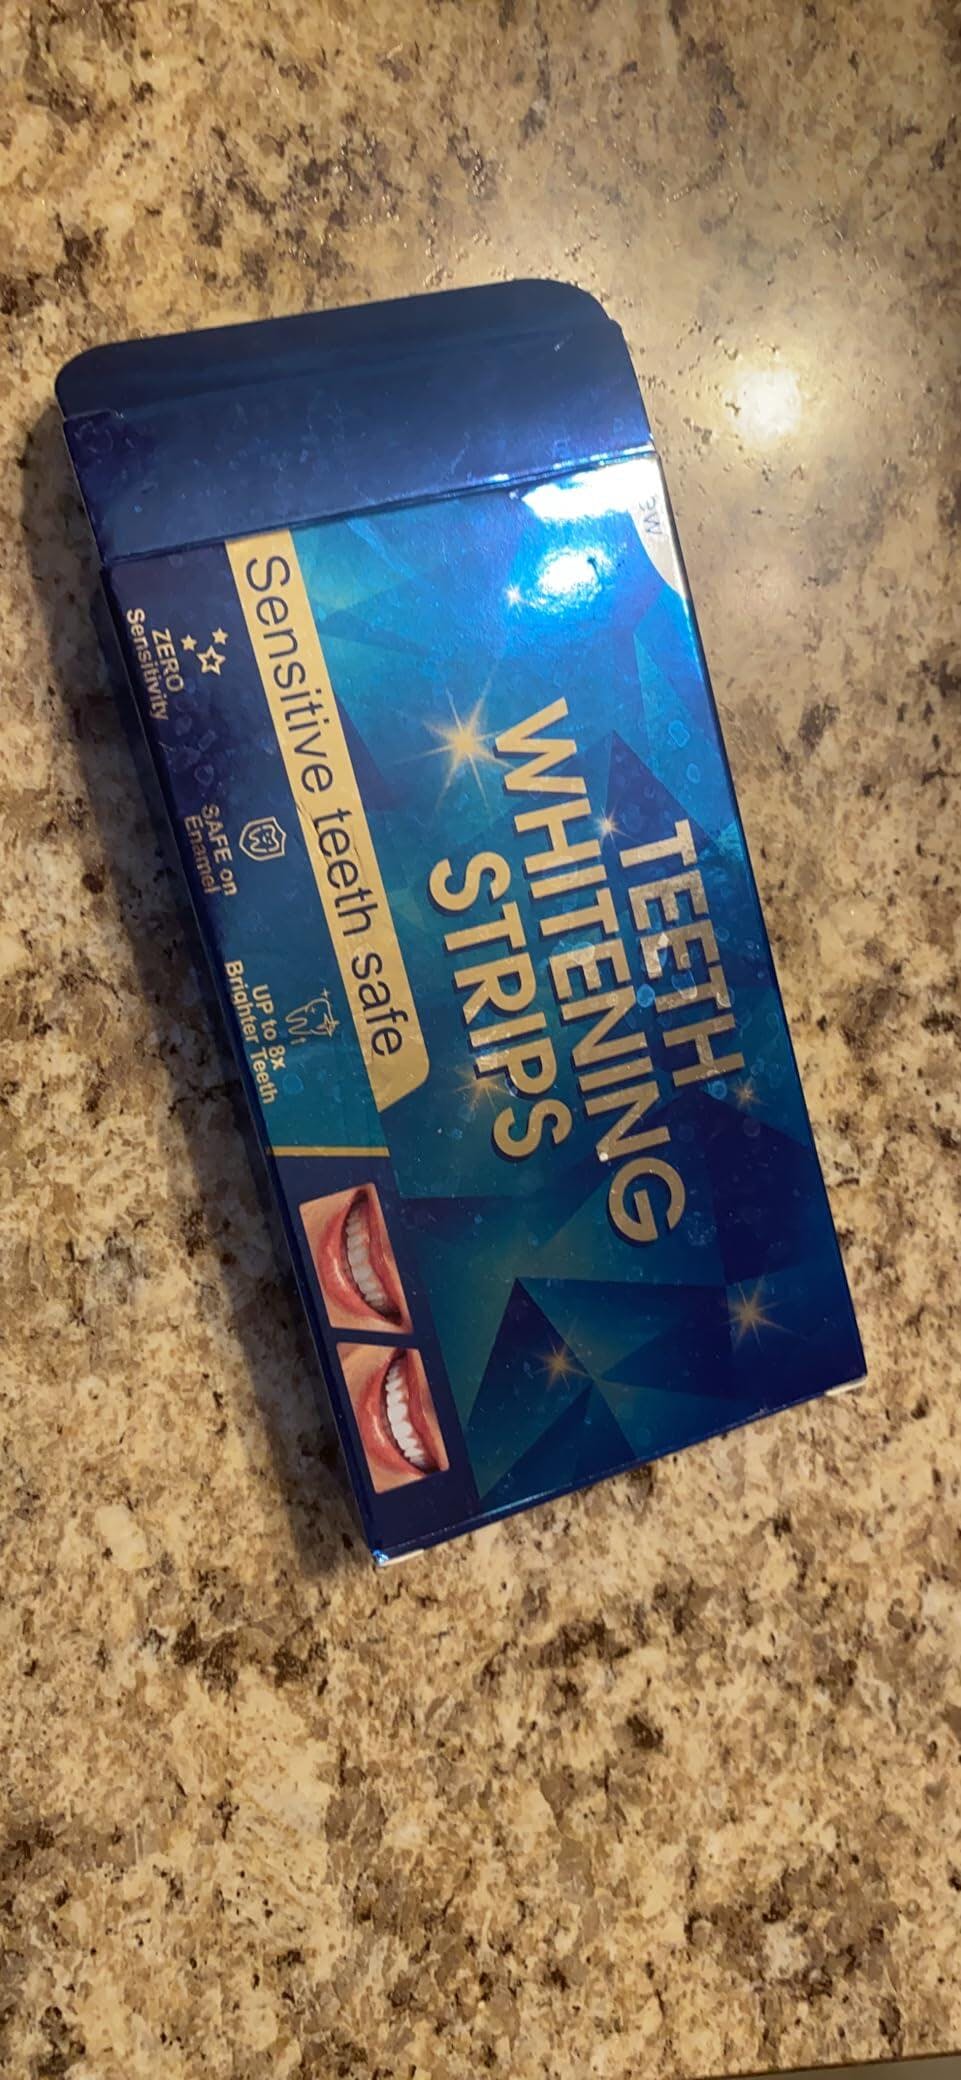 TEETH
WHITENING
STRIPS
Sensitive teeth safe
ZERO
Sensitivity
SAFE on
Enamel
UP to 8x
Brighter Teeth